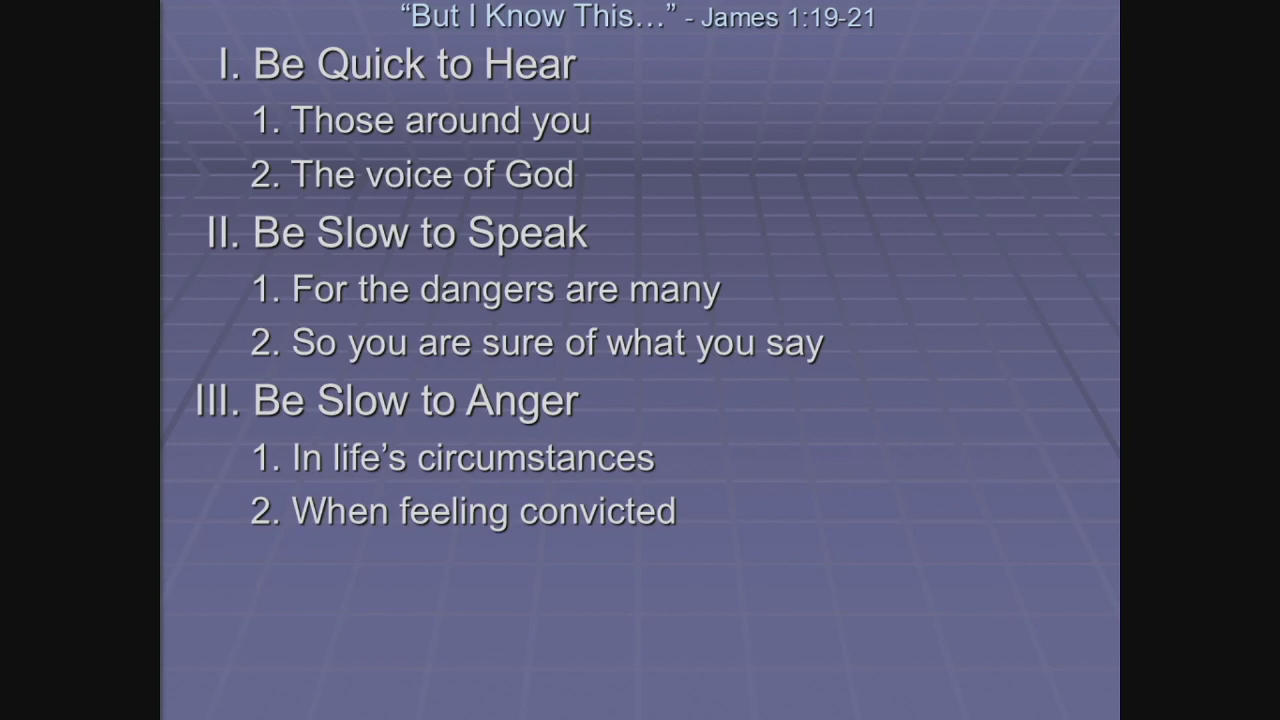 “But I Know This…” - James 1:19-21
I. Be Quick to Hear
1. Those around you
2. The voice of God
II. Be Slow to Speak
1. For the dangers are many
2. So you are sure of what you say
III. Be Slow to Anger
1. In life’s circumstances
2. When feeling convicted